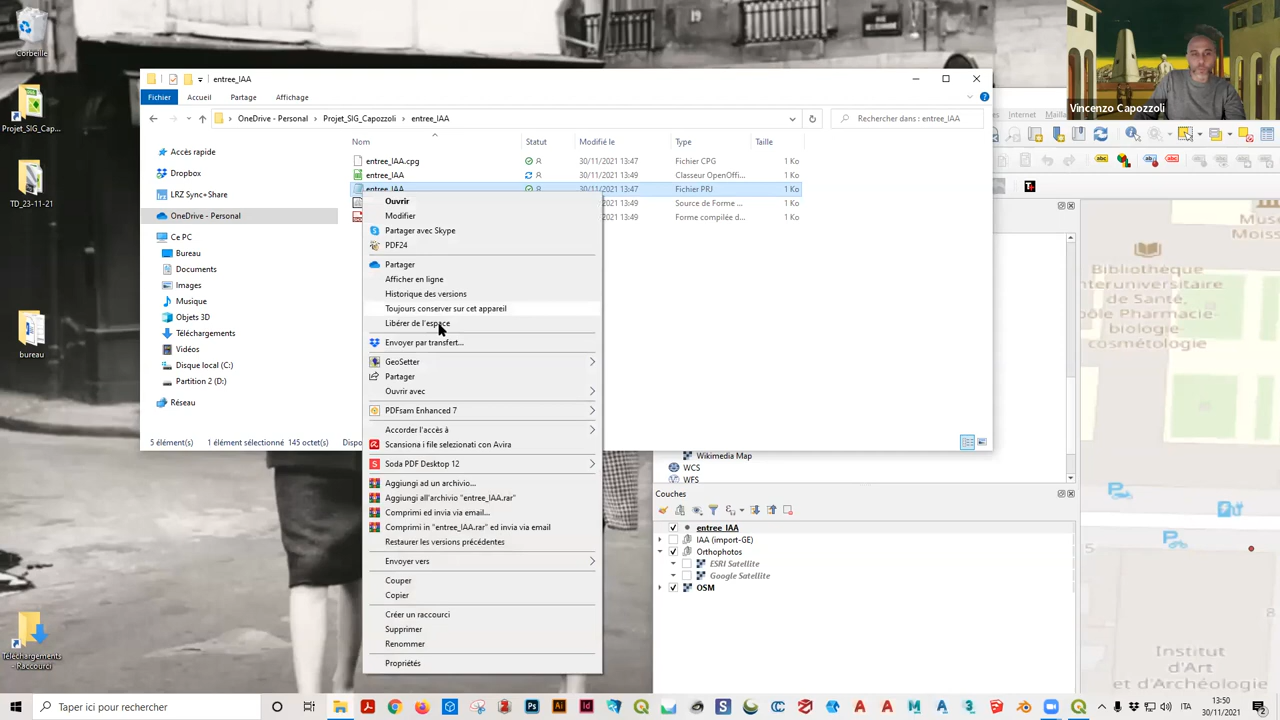 Corbeille
Projet_SIG_Cap...
TD_23-11-21
bureau
Téléchargements
- Raccourci
entree_IAA
Fichier
Accueil
Partage
Affichage
OneDrive - Personal
Projet_SIG_Capozzoli
entree_IAA
Rechercher dans : entree_IAA
Nom
Statut
Modifié le
Type
Taille
entree_IAA.cpg
30/11/2021 13:47
Fichier CPG
1 Ko
entree_IAA
30/11/2021 13:49
Classeur OpenOffi...
1 Ko
entree_IAA
30/11/2021 13:47
Fichier PRJ
1 Ko
2021 13:49
Source de Forme ...
1 Ko
2021 13:49
Forme compilée d...
1 Ko
Accès rapide
Dropbox
LRZ Sync+Share
OneDrive - Personal
Ce PC
Bureau
Documents
Images
Musique
Objets 3D
Téléchargements
Vidéos
Disque local (C:)
Partition 2 (D:)
Réseau
5 élément(s)
1 élément sélectionné
145 octet(s)
Dispo
Ouvrir
Modifier
Partager avec Skype
PDF24
Partager
Afficher en ligne
Historique des versions
Toujours conserver sur cet appareil
Libérer de l'espace
Envoyer par transfert...
GeoSetter
Partager
Ouvrir avec
PDFsam Enhanced 7
Accorder l'accès à
Scansiona i file selezionati con Avira
Soda PDF Desktop 12
Aggiungi ad un archivio...
Aggiungi all'archivio "entree_IAA.rar"
Comprimi ed invia via email...
Comprimi in "entree_IAA.rar" ed invia via email
Restaurer les versions précédentes
Envoyer vers
Couper
Copier
Créer un raccourci
Supprimer
Renommer
Propriétés
Vincenzo Capozzoli
Internet
Mailla
abc
abc
Wikimedia Map
WCS
WFS
Couches
entree_IAA
IAA (import-GE)
Orthophotos
ESRI Satellite
Google Satellite
OSM
Mu
Moiss
Bibliothèque
Interuniversitaire
de Santé,
Pharmacie,
biologie
cosmétologie
Institut
d'Art
et d'Archéologie
Taper ici pour rechercher
ITA
13:50
30/11/2021